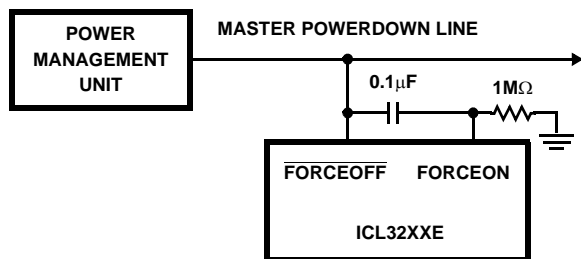 POWER
MANAGEMENT
UNIT
MASTER POWERDOWN LINE
0.1μF
1MΩ
FORCEOFF FORCEON
ICL32XXE